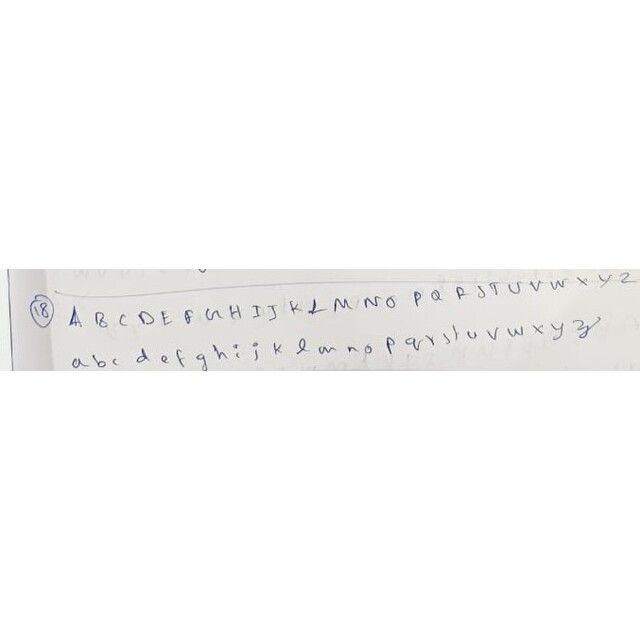 18 A B C D E F G H I J K L M N O P Q R S T U V W X Y Z
a b c d e f g h i j k l m n o p q r s t u v w x y z